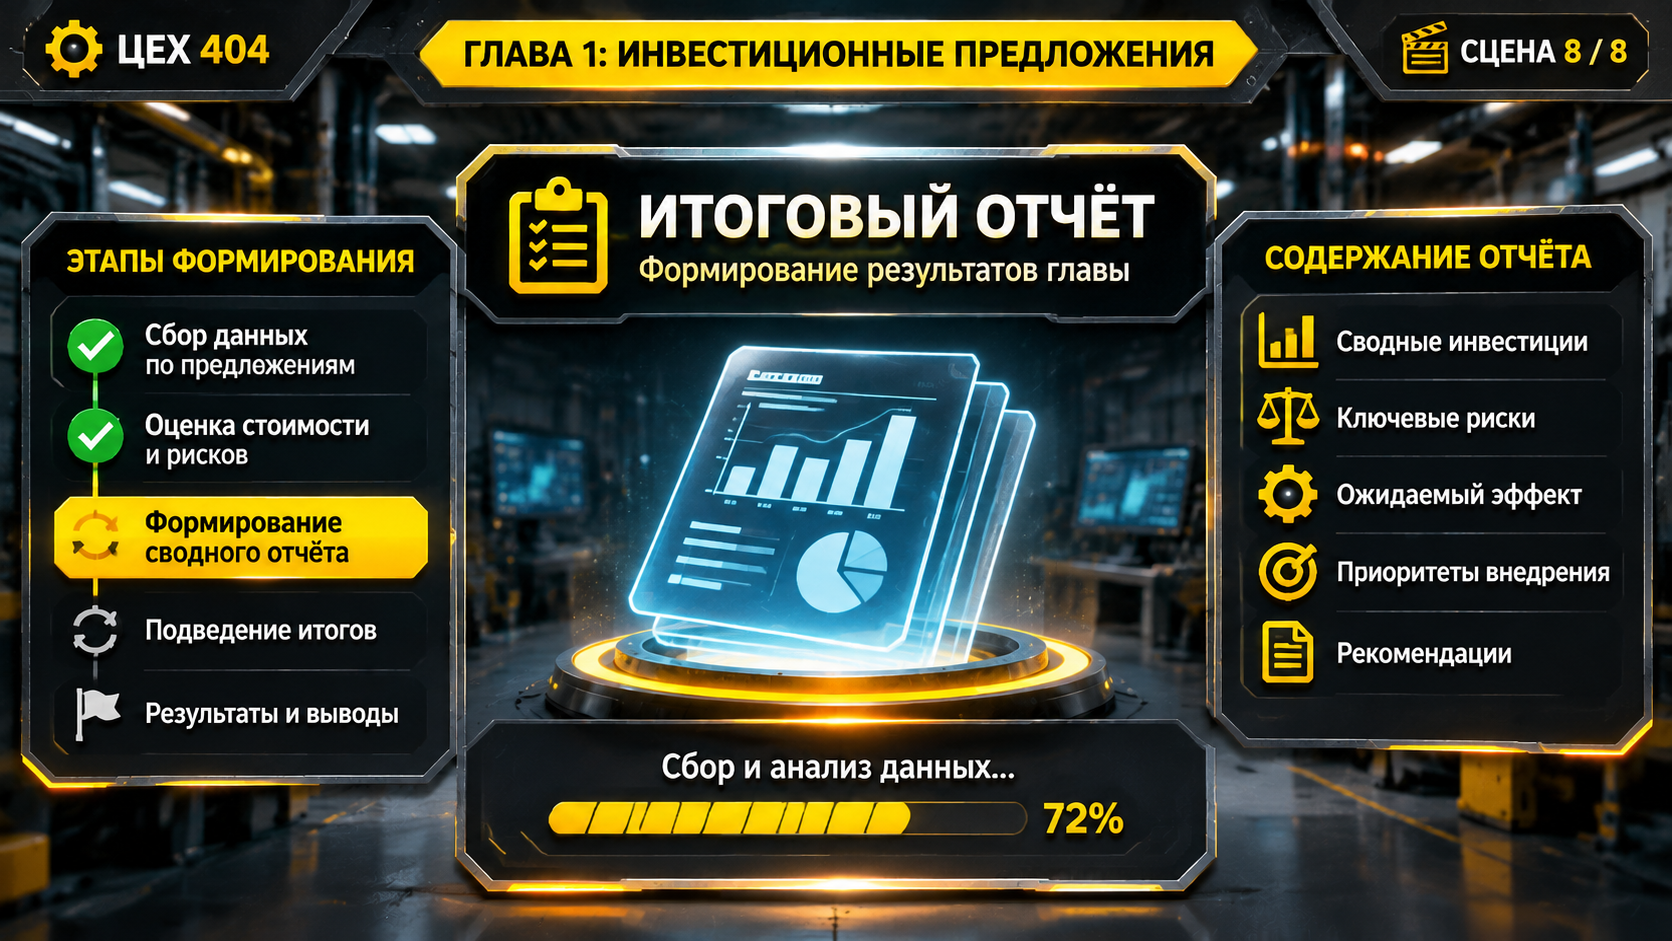 ЦЕХ 404
ГЛАВА 1: ИНВЕСТИЦИОННЫЕ ПРЕДЛОЖЕНИЯ
СЦЕНА 8 / 8
ИТОГОВЫЙ ОТЧЁТ
Формирование результатов главы
ЭТАПЫ ФОРМИРОВАНИЯ
Сбор данных
по предложениям
Оценка стоимости
и рисков
Формирование
сводного отчёта
Подведение итогов
Результаты и выводы
СОДЕРЖАНИЕ ОТЧЁТА
Сводные инвестиции
Ключевые риски
Ожидаемый эффект
Приоритеты внедрения
Рекомендации
Сбор и анализ данных...
72%